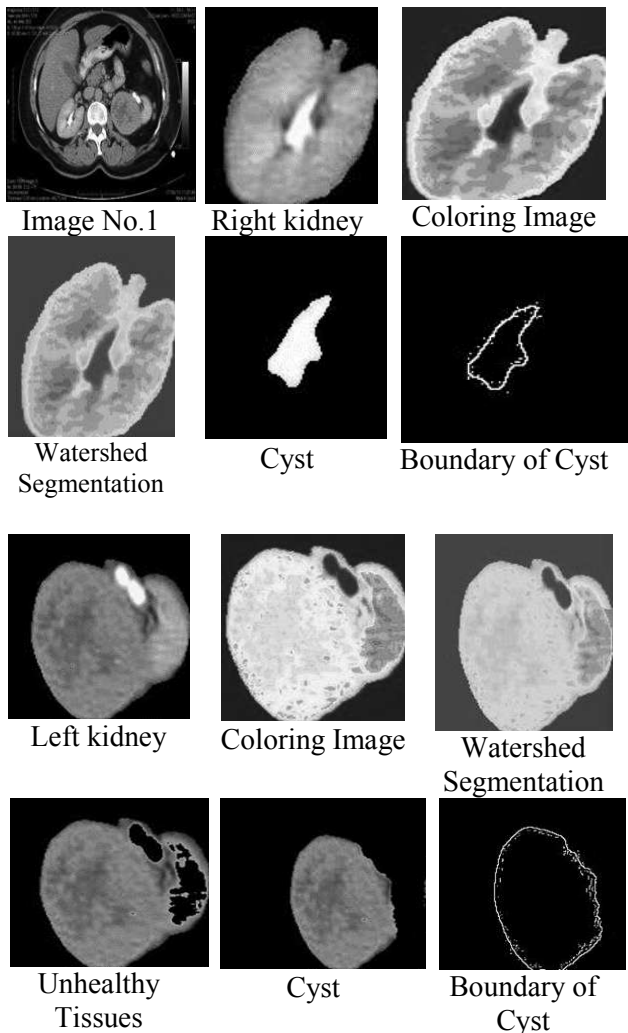 Image No.1
Right kidney
Coloring Image
Watershed
Segmentation
Cyst
Boundary of Cyst
Left kidney
Coloring Image
Watershed
Segmentation
Unhealthy
Tissues
Cyst
Boundary of
Cyst